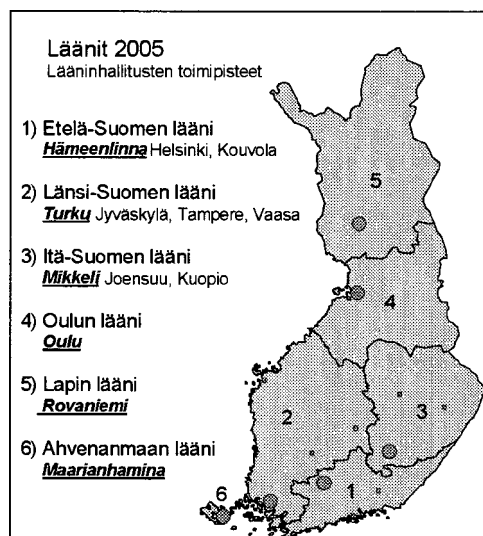 Läänit 2005
Lääninhallitusten toimipisteet
1) Etelä-Suomen lääni
Hämeenlinna Helsinki, Kouvola
2) Länsi-Suomen lääni
Turku Jyväskylä, Tampere, Vaasa
3) Itä-Suomen lääni
Mikkeli Joensuu, Kuopio
4) Oulun lääni
Oulu
5) Lapin lääni
Rovaniemi
6) Ahvenanmaan lääni
Maarianhamina
5
4
3
2
1
6